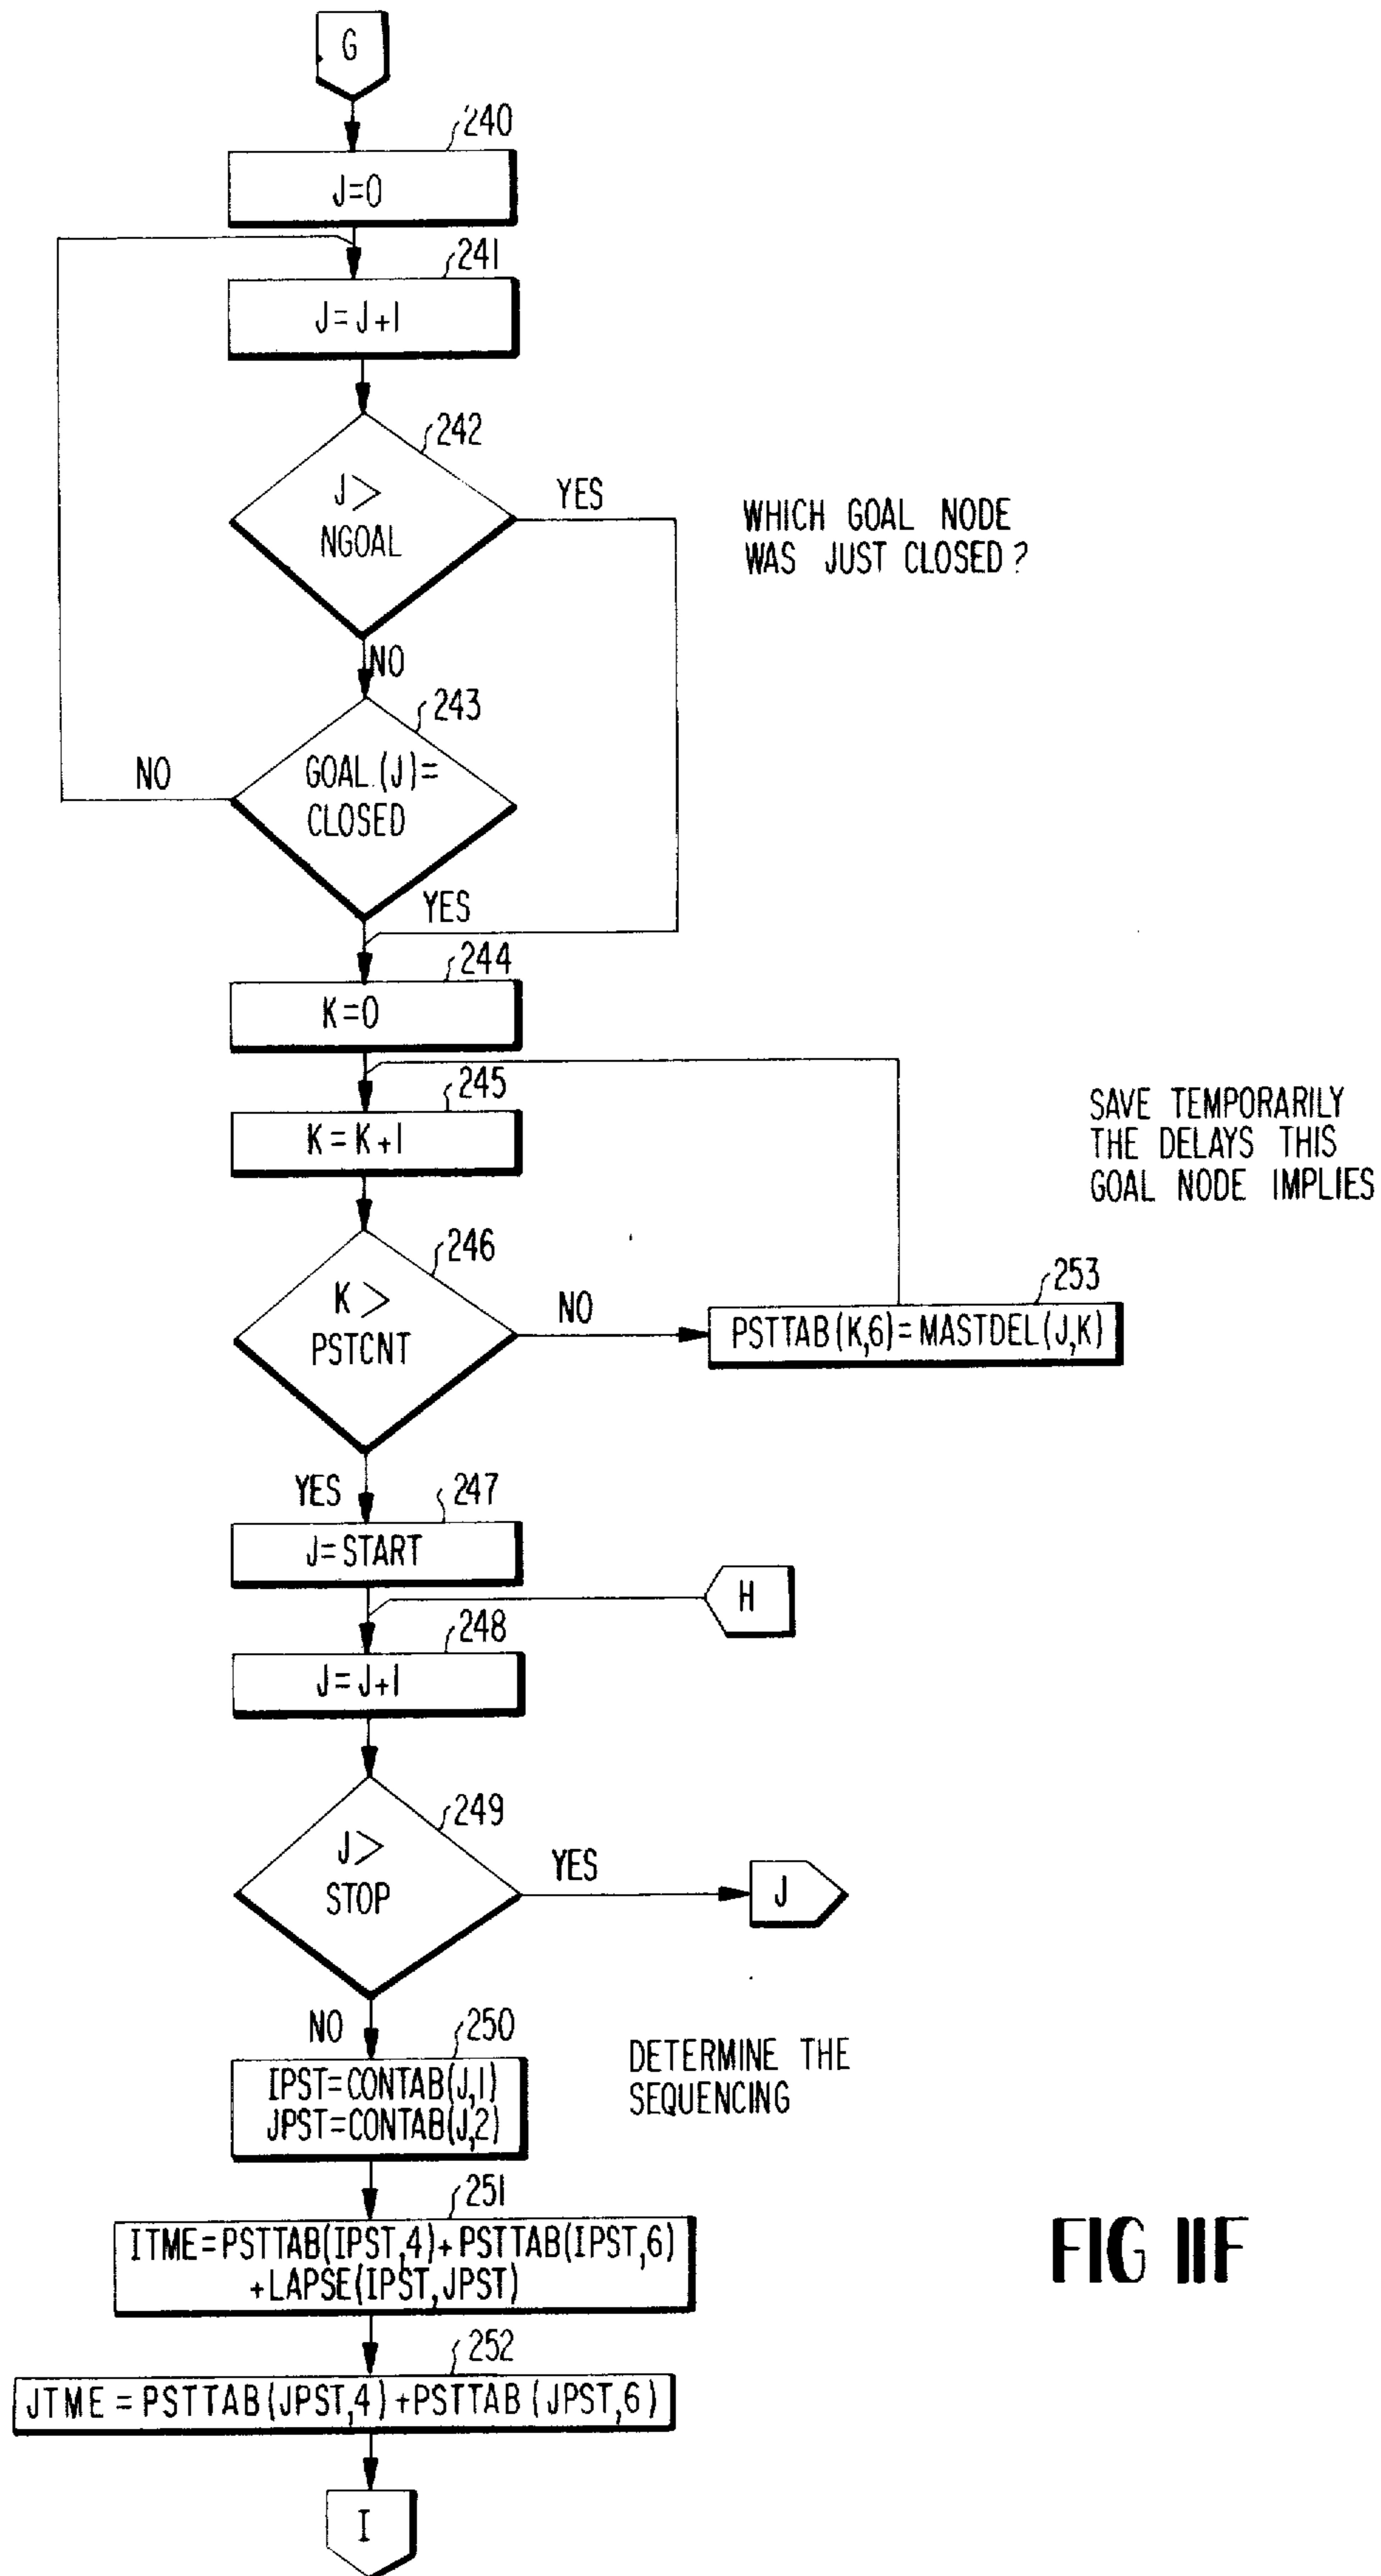 G
240
J=0
241
J=J+1
242
J>
NGOAL
YES
WHICH GOAL NODE
WAS JUST CLOSED?
NO
243
GOAL.(J)=
CLOSED
NO
YES
244
K=0
245
K=K+1
SAVE TEMPORARILY
THE DELAYS THIS
GOAL NODE IMPLIES
246
K>
PSTCNT
NO
253
PSTTAB(K,6)=MASTDEL(J,K)
YES
247
J=START
H
248
J=J+1
249
J>
STOP
YES
J
NO
250
IPST=CONTAB(J,1)
JPST=CONTAB(J,2)
DETERMINE THE
SEQUENCING
251
ITME=PSTTAB(IPST,4)+PSTTAB(IPST,6)
+LAPSE(IPST,JPST)
252
JTME=PSTTAB(JPST,4)+PSTTAB(JPST,6)
I
FIG 11F